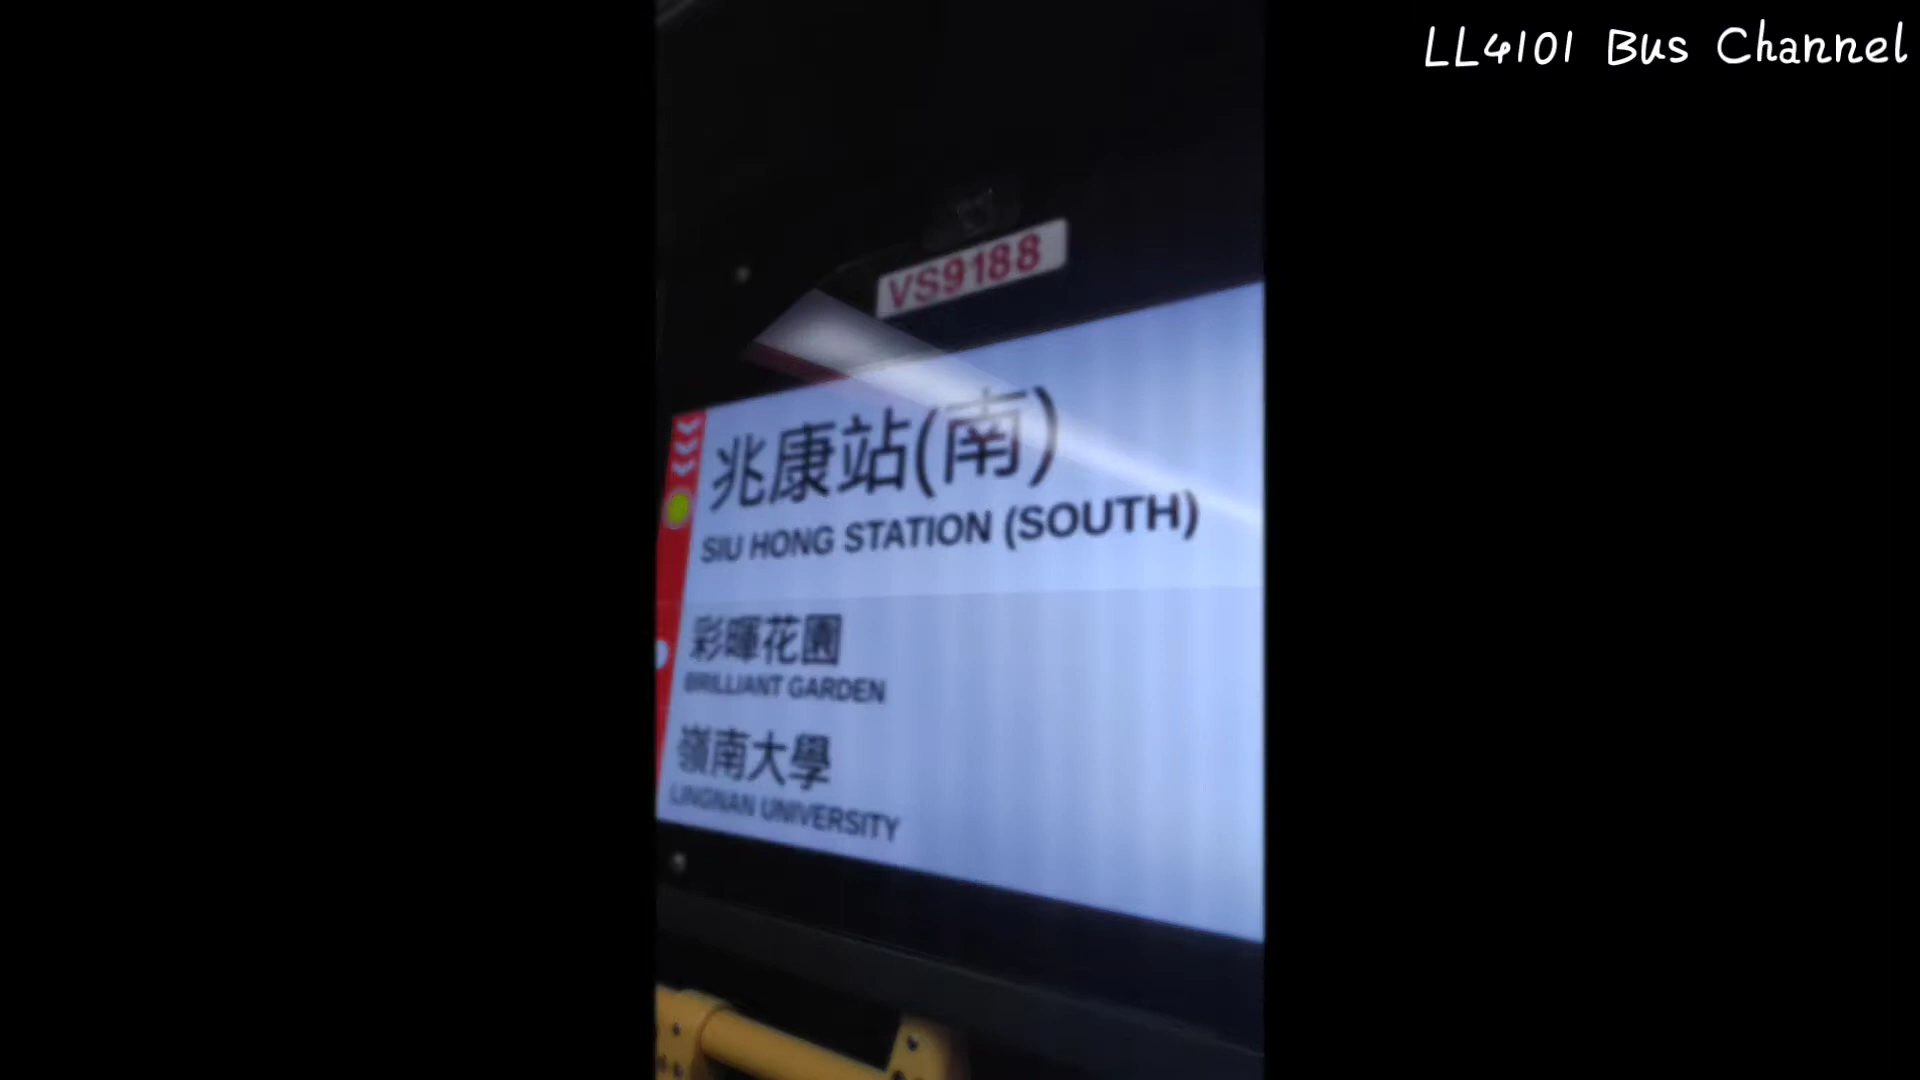 LL4101 Bus Channel
VS9188
兆康站(南)
SIU HONG STATION (SOUTH)
彩暉花園
BRILLIANT GARDEN
嶺南大學
LINGNAN UNIVERSITY